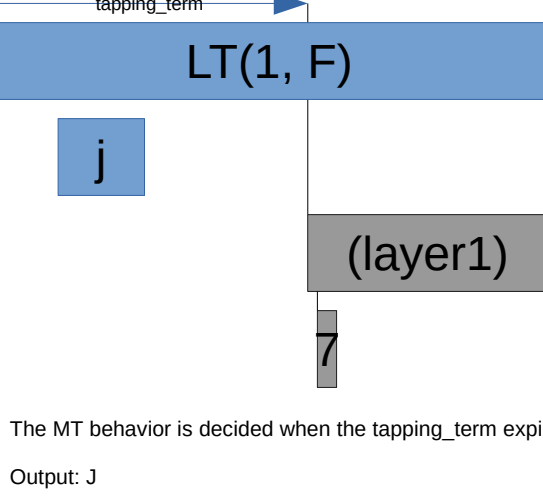 tapping_term
LT(1, F)
j
(layer1)
7
The MT behavior is decided when the tapping_term expi
Output: J